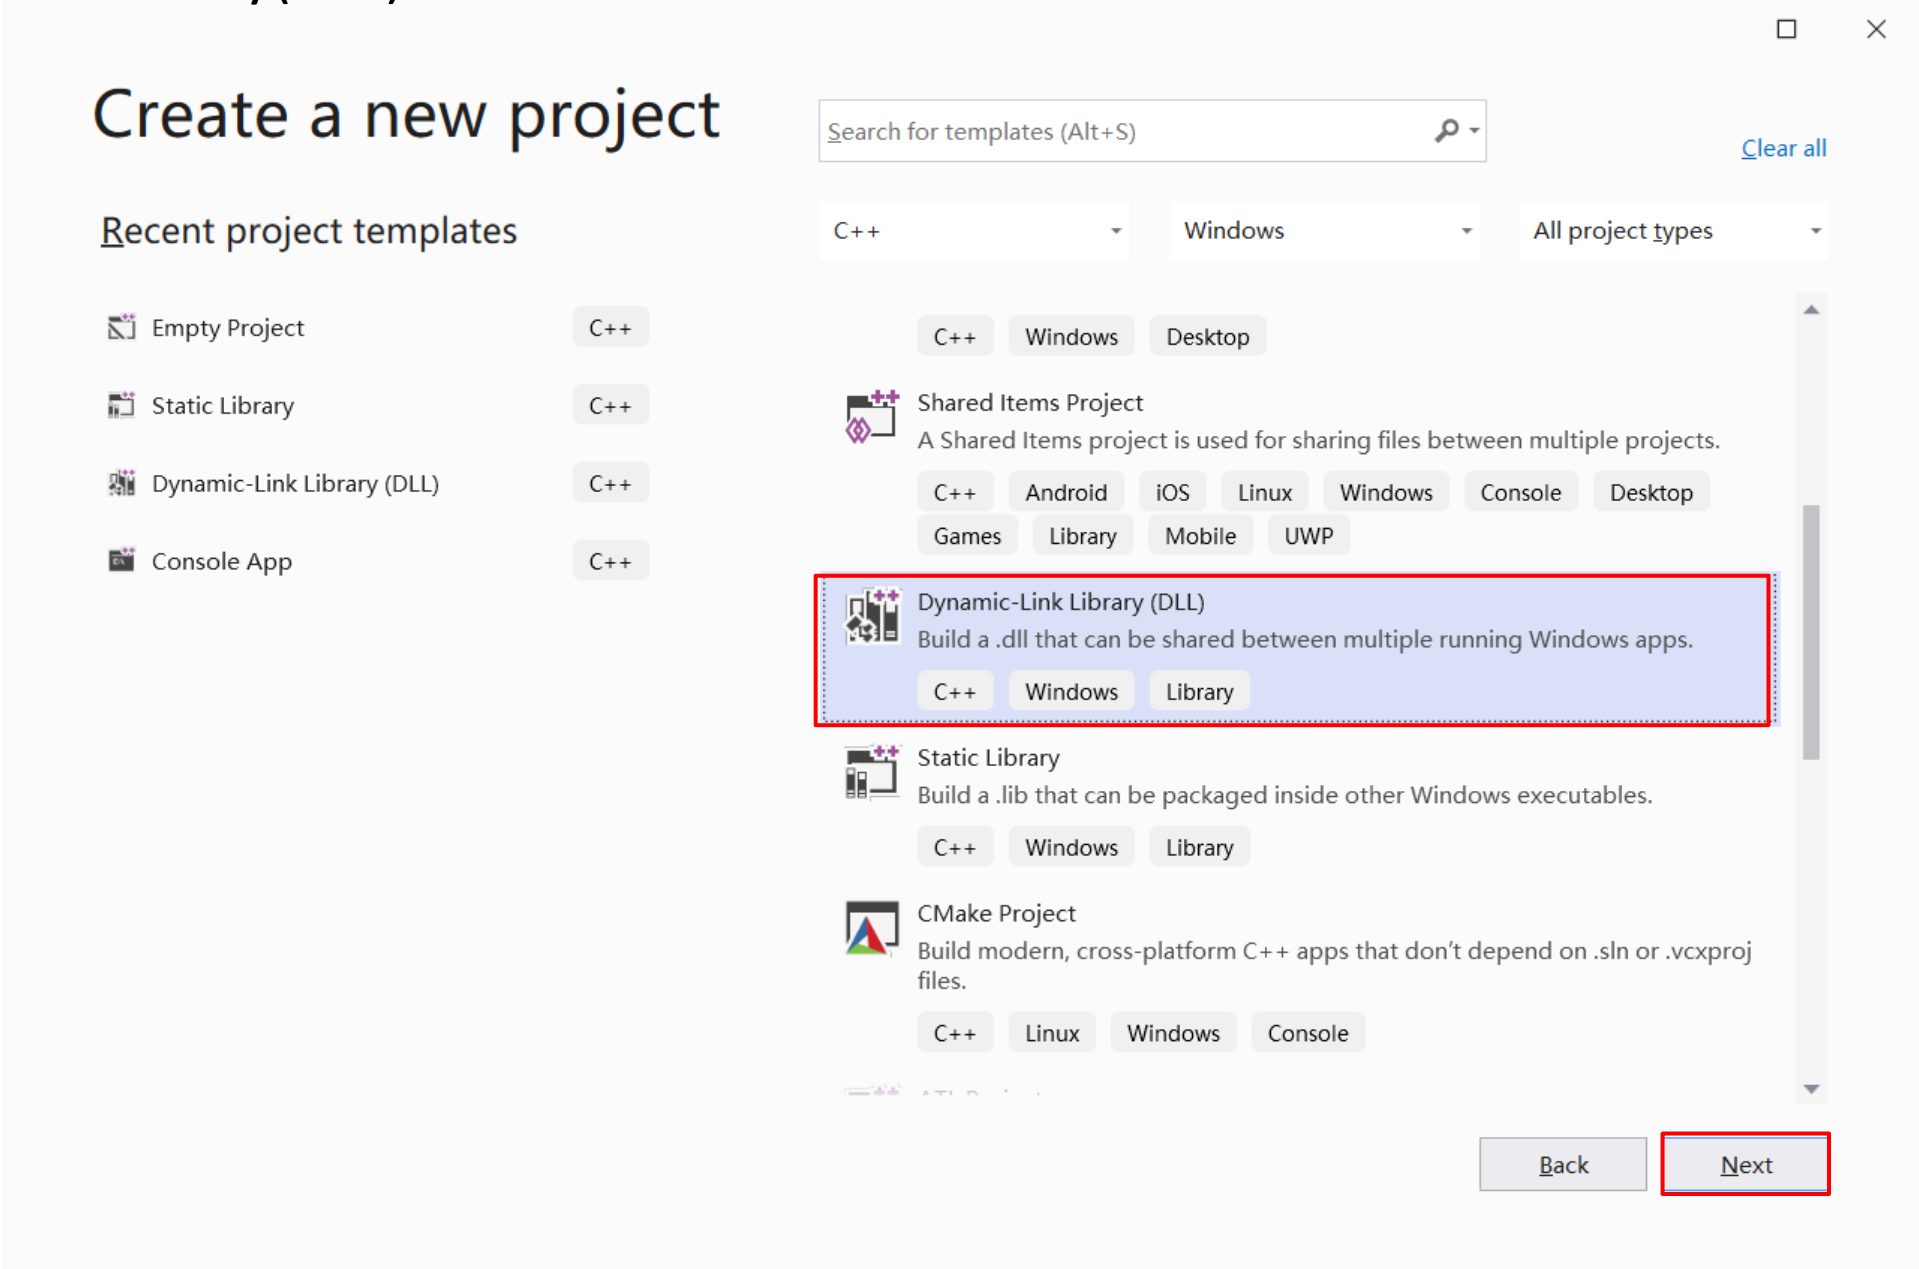 Create a new project
Search for templates (Alt+S)
Clear all
Recent project templates
C++
Windows
All project types
Empty Project
C++
Static Library
C++
Dynamic-Link Library (DLL)
C++
Console App
C++
C++ Windows Desktop
Shared Items Project
A Shared Items project is used for sharing files between multiple projects.
C++ Android iOS Linux Windows Console Desktop
Games Library Mobile UWP
Dynamic-Link Library (DLL)
Build a .dll that can be shared between multiple running Windows apps.
C++ Windows Library
Static Library
Build a .lib that can be packaged inside other Windows executables.
C++ Windows Library
CMake Project
Build modern, cross-platform C++ apps that don't depend on .sln or .vcxproj
files.
C++ Linux Windows Console
Back
Next